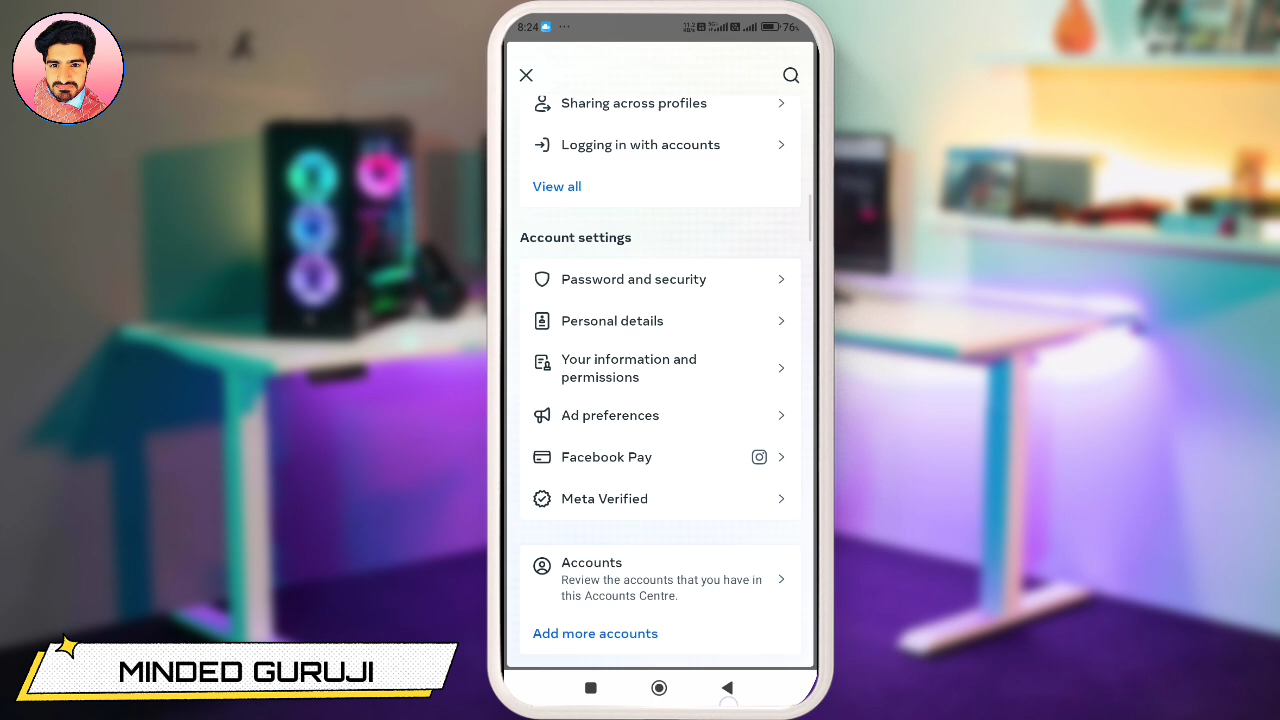 8:24
76%
Sharing across profiles
Logging in with accounts
View all
Account settings
Password and security
Personal details
Your information and
permissions
Ad preferences
Facebook Pay
Meta Verified
Accounts
Review the accounts that you have in
this Accounts Centre.
Add more accounts
MINDED GURUJI